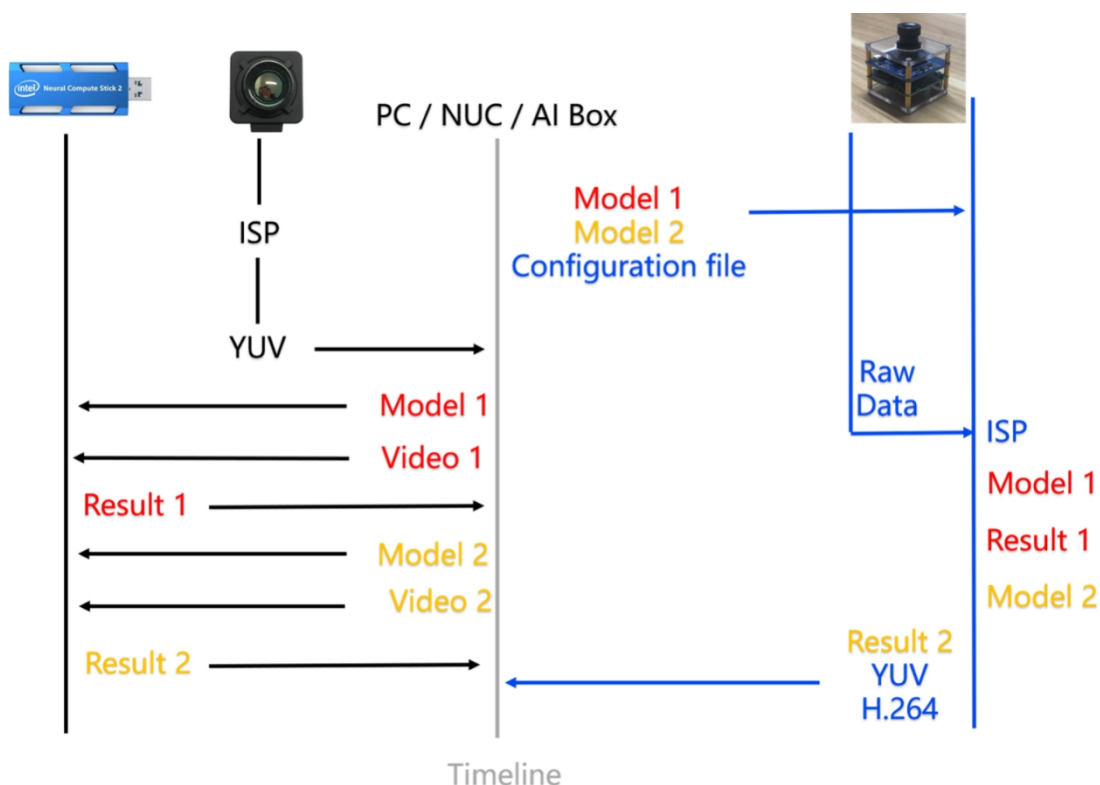 intel Neural Compute Stick 2
PC / NUC / AI Box
Model 1
Model 2
Configuration file
ISP
YUV
Raw
Data
Model 1
ISP
Video 1
Model 1
Result 1
Result 1
Model 2
Video 2
Model 2
Result 2
Result 2
YUV
H.264
Timeline